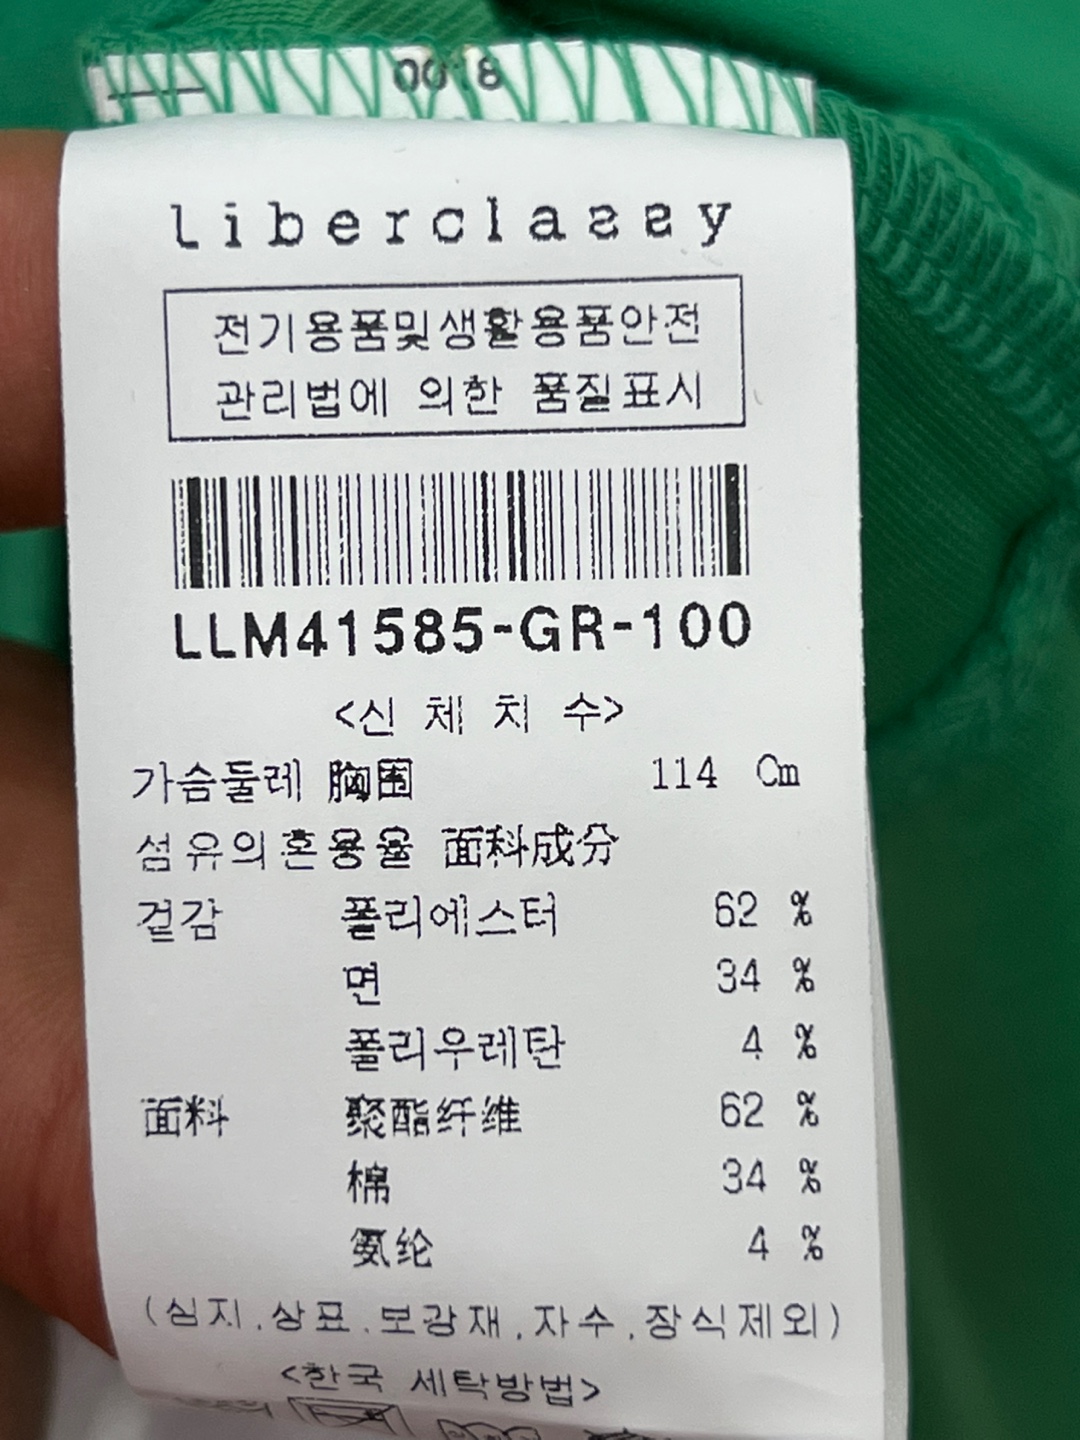 0018
liberclassy
전기용품및생활용품안전
관리법에 의한 품질표시
LLM41585-GR-100
<신 체 치 수>
가슴둘레 胸围 114 Cm
섬유의혼용율 面料成分
겉감 폴리에스터 62 %
면 34 %
폴리우레탄 4 %
面料 聚酯纤维 62 %
棉 34 %
氨纶 4 %
(심지.상표.보강재.자수.장식제외)
<한국 세탁방법>